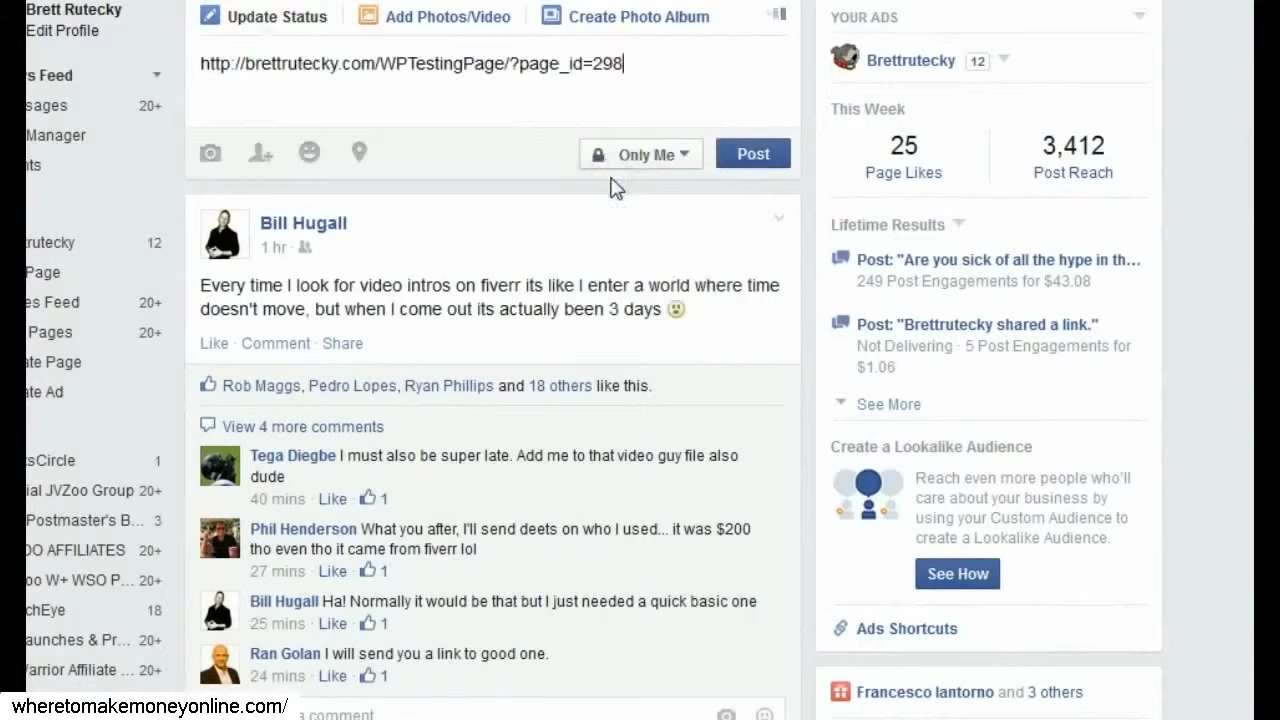 Brett Rutecky
Edit Profile
s Feed
sages 20+
Manager
nts
rutecky 12
Page
es Feed 20+
Pages 20+
ate Page
ate Ad
tsCircle 1
ial JVZoo Group 20+
Postmaster's B... 3
OO AFFILIATES 20+
oo W+ WSO P... 20+
chEye 18
aunches & Pr... 20+
arrior Affiliate ... 20+
Update Status
Add Photos/Video
Create Photo Album
http://brettrutecky.com/WPTestingPage/?page_id=298
Only Me
Post
Bill Hugall
1 hr ·
Every time I look for video intros on fiverr its like I enter a world where time
doesn't move, but when I come out its actually been 3 days
Like · Comment · Share
Rob Maggs, Pedro Lopes, Ryan Phillips and 18 others like this.
View 4 more comments
Tega Diegbe I must also be super late. Add me to that video guy file also
dude
40 mins · Like · 1
Phil Henderson What you after, I'll send deets on who I used... it was $200
tho even tho it came from fiverr lol
27 mins · Like · 1
Bill Hugall Ha! Normally it would be that but I just needed a quick basic one
25 mins · Like · 1
Ran Golan I will send you a link to good one.
24 mins · Like · 1
a comment
YOUR ADS
Brettrutecky 12
This Week
25
Page Likes
3,412
Post Reach
Lifetime Results
Post: "Are you sick of all the hype in th...
249 Post Engagements for $43.08
Post: "Brettrutecky shared a link."
Not Delivering · 5 Post Engagements for
$1.06
See More
Create a Lookalike Audience
Reach even more people who'll
care about your business by
using your Custom Audience to
create a Lookalike Audience.
See How
Ads Shortcuts
Francesco Iantorno and 3 others
wheretomakemoneyonline.com/